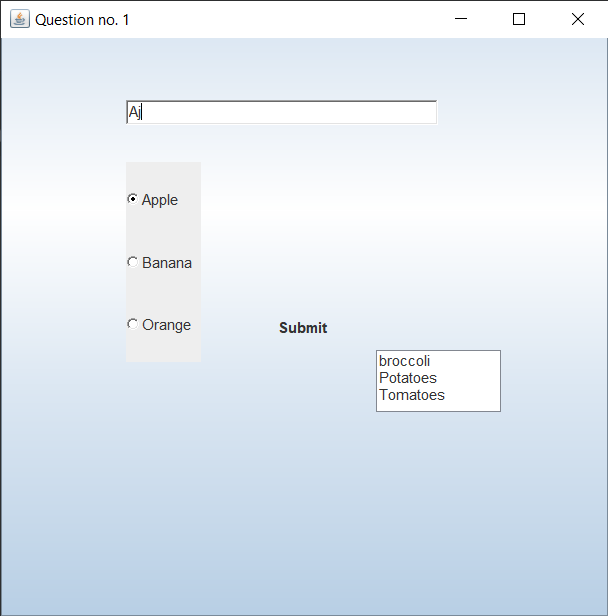 Question no. 1
Aj
Apple
Banana
Orange
Submit
broccoli
Potatoes
Tomatoes